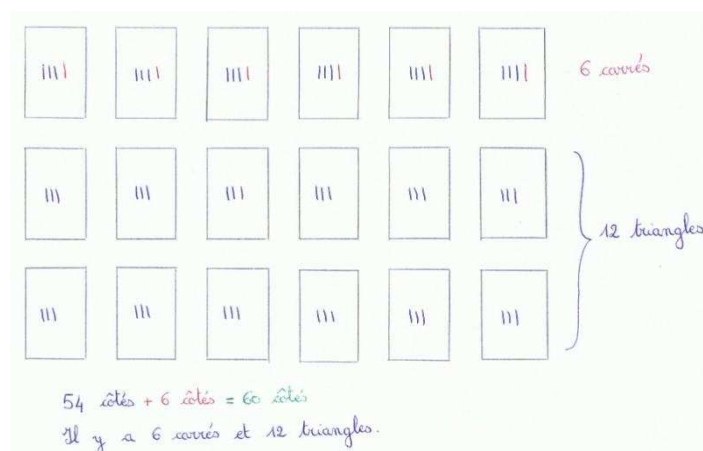 6 carrés
12 triangles
54 côtés + 6 côtés = 60 côtés
Il y a 6 carrés et 12 triangles.